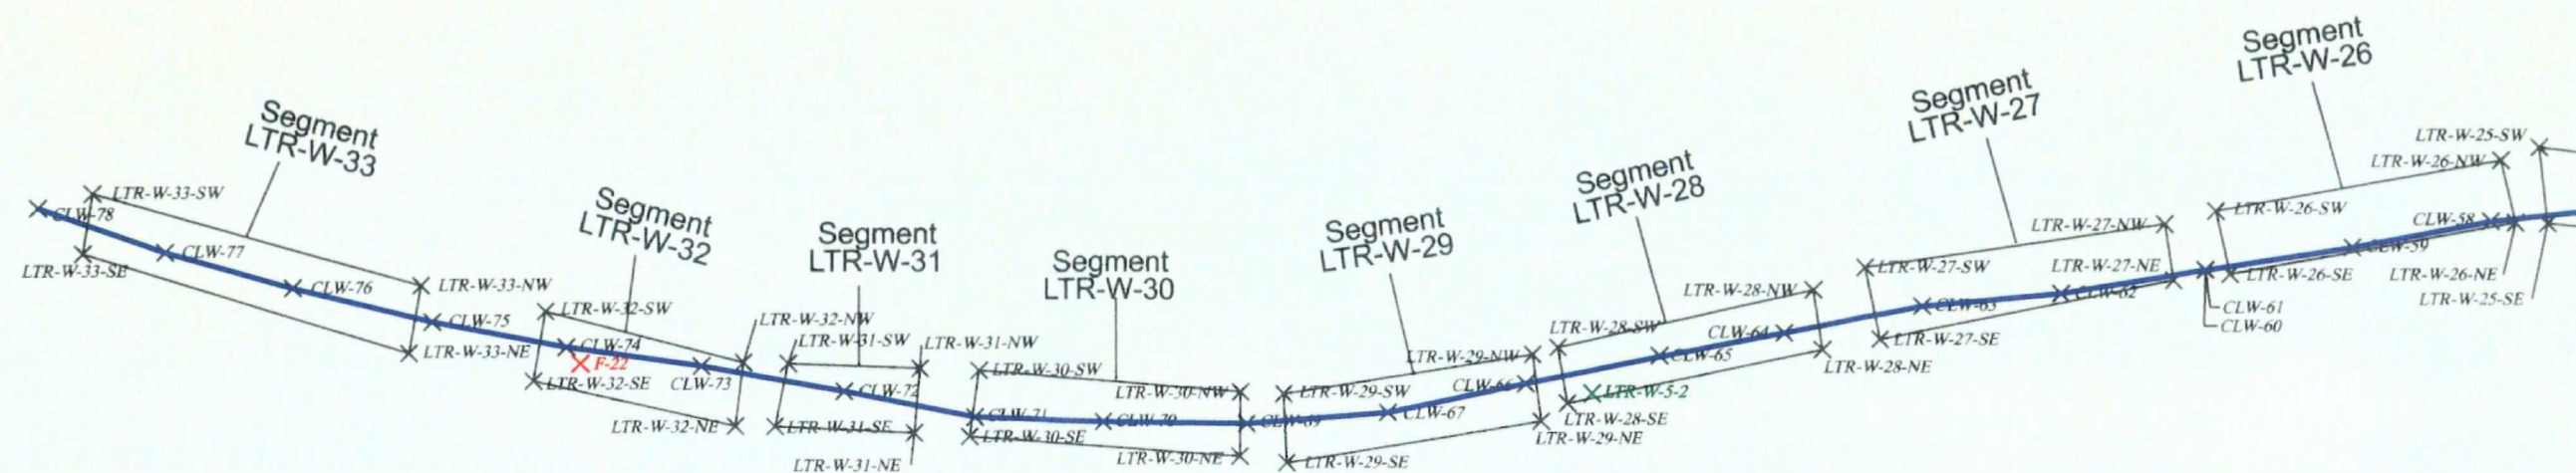 Segment
LTR-W-33
LTR-W-33-SW
CLW-78
CLW-77
LTR-W-33-SE
CLW-76
LTR-W-33-NW
CLW-75
LTR-W-33-NE
Segment
LTR-W-32
LTR-W-32-SW
CLW-74
F-22
LTR-W-32-SE
CLW-73
LTR-W-32-NW
LTR-W-32-NE
Segment
LTR-W-31
LTR-W-31-SW
LTR-W-31-NW
CLW-72
LTR-W-31-SE
LTR-W-31-NE
Segment
LTR-W-30
LTR-W-30-SW
LTR-W-30-NW
CLW-71
CLW-70
LTR-W-30-SE
LTR-W-30-NE
CLW-69
Segment
LTR-W-29
LTR-W-29-NW
LTR-W-29-SW
CLW-66
CLW-67
LTR-W-29-SE
LTR-W-29-NE
Segment
LTR-W-28
LTR-W-28-NW
LTR-W-28-SW
CLW-64
CLW-65
LTR-W-5-2
LTR-W-28-SE
LTR-W-28-NE
Segment
LTR-W-27
LTR-W-27-NW
LTR-W-27-SW
LTR-W-27-NE
CLW-63
CLW-62
LTR-W-27-SE
Segment
LTR-W-26
LTR-W-25-SW
LTR-W-26-NW
LTR-W-26-SW
CLW-58
CLW-59
LTR-W-26-SE
LTR-W-26-NE
LTR-W-25-SE
CLW-61
CLW-60